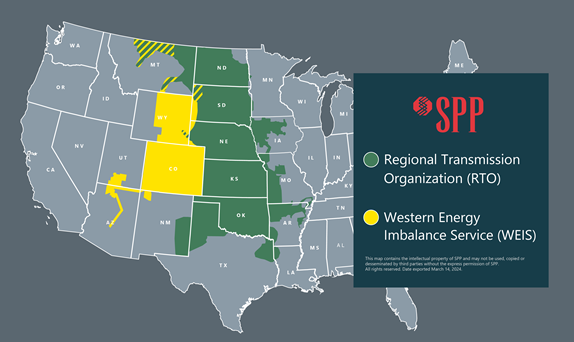 WA
OR
CA
NV
ID
MT
WY
UT
CO
NM
ND
SD
NE
KS
OK
TX
MN
IA
MO
AR
LA
WI
IL
IN
MI
KY
TN
MS
AL
ME
SPP
Regional Transmission
Organization (RTO)
Western Energy
Imbalance Service (WEIS)
This map contains the intellectual property of SPP and may not be used, copied or
disseminated by third parties without the express permission of SPP.
All rights reserved. Date exported March 14, 2024.